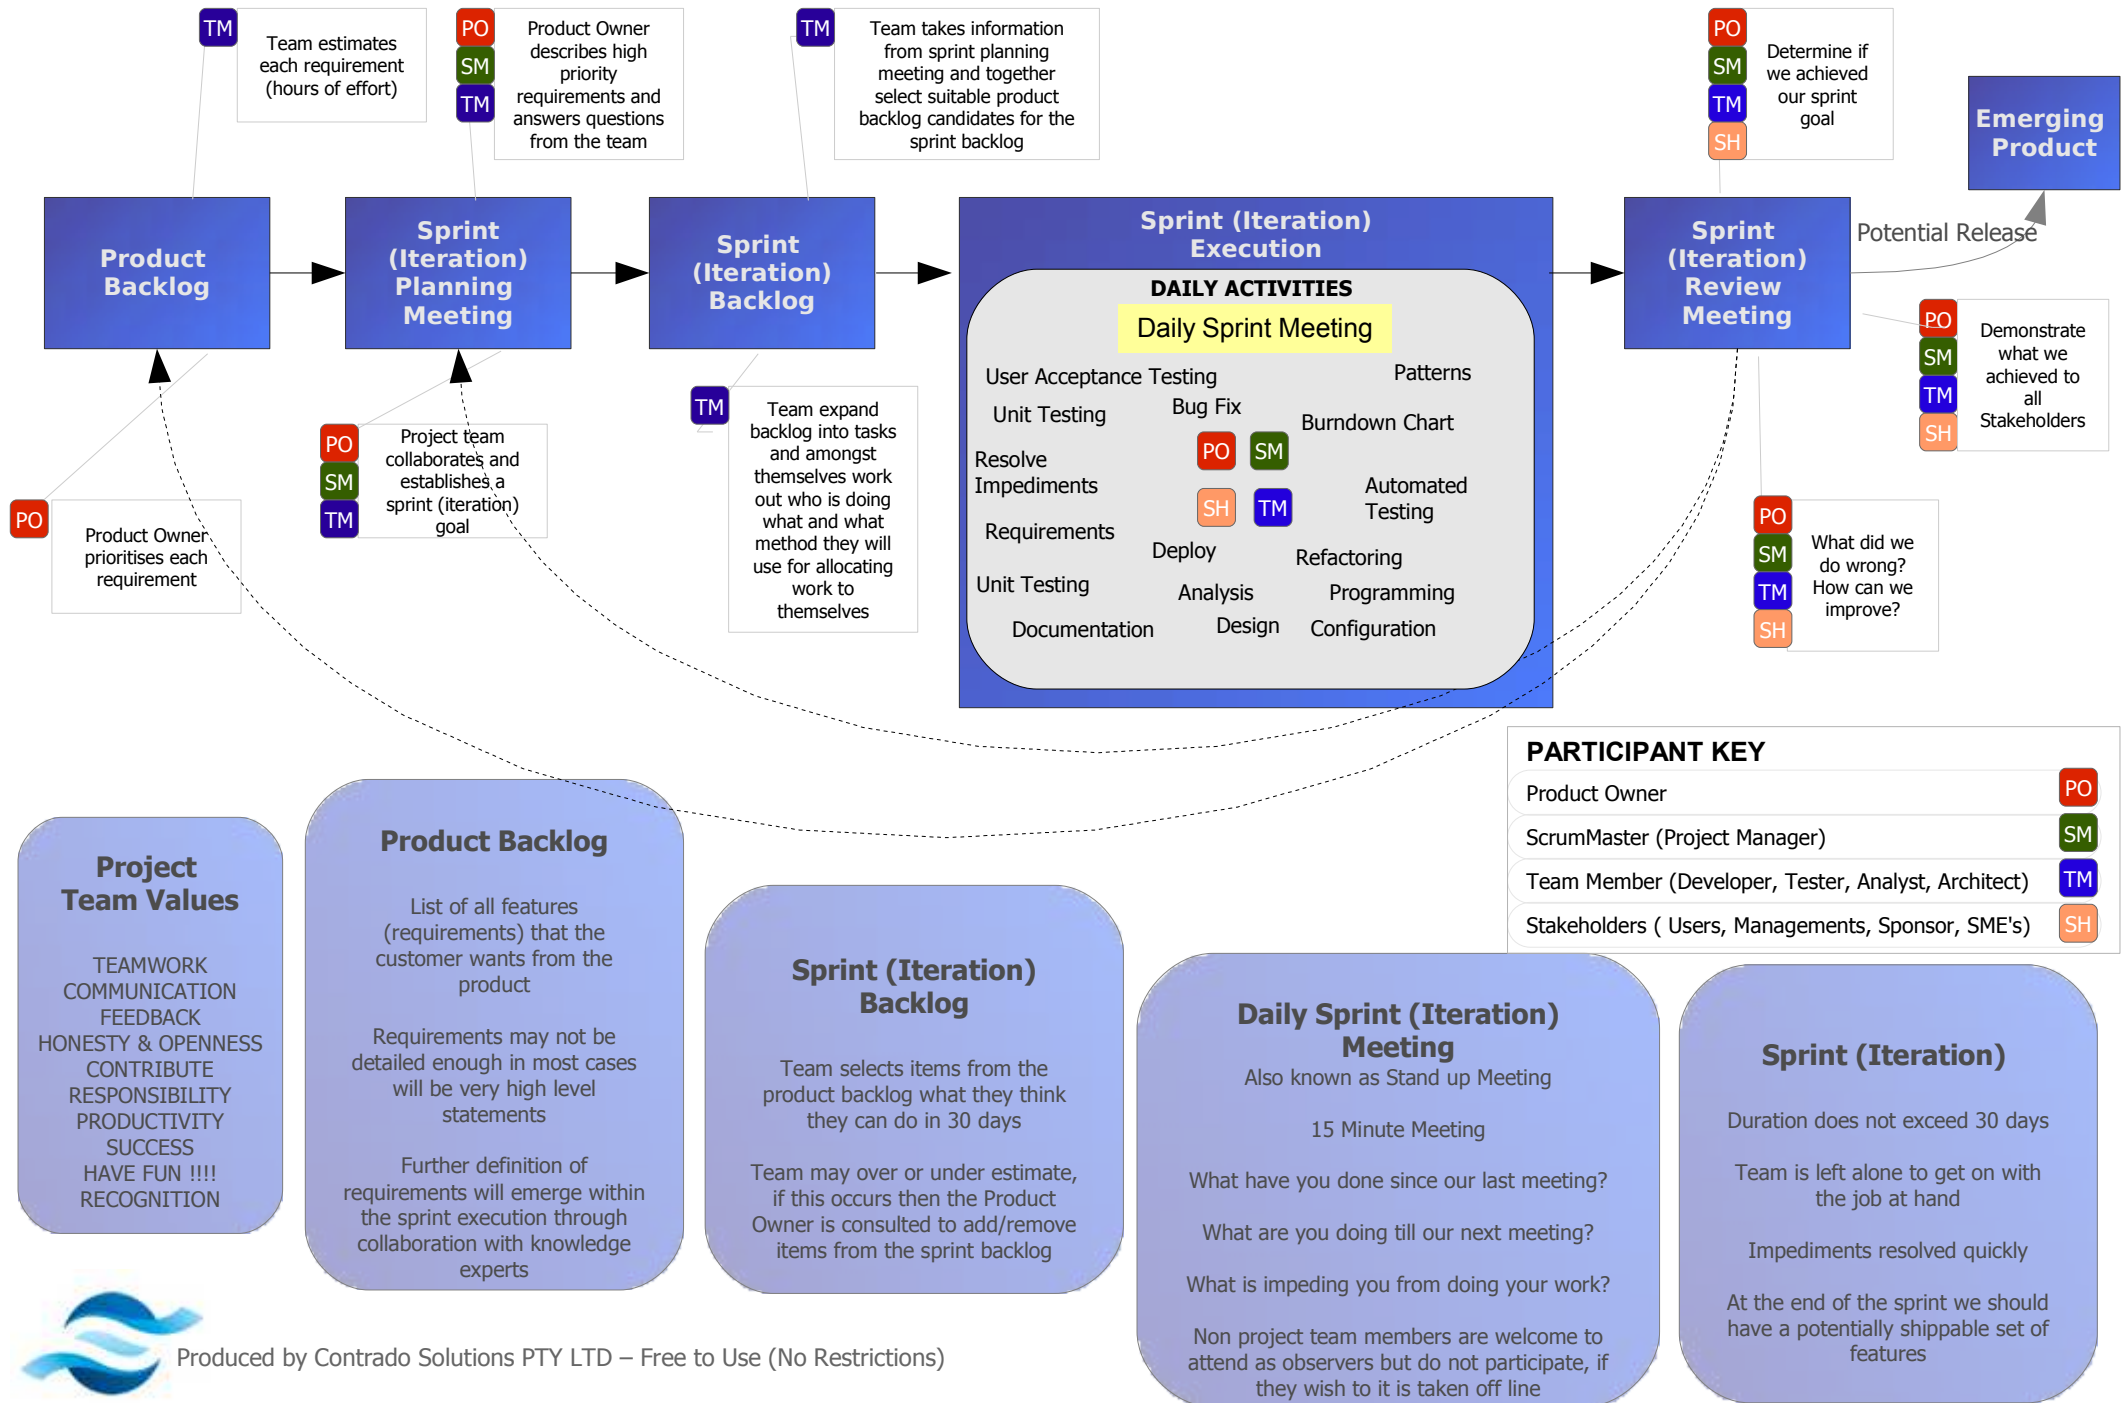 TM
Team estimates
each requirement
(hours of effort)
PO
SM
TM
Product Owner
describes high
priority
requirements and
answers questions
from the team
TM
Team takes information
from sprint planning
meeting and together
select suitable product
backlog candidates for the
sprint backlog
PO
SM
TM
SH
Determine if
we achieved
our sprint
goal
Emerging
Product
Product
Backlog
Sprint
(Iteration)
Planning
Meeting
Sprint
(Iteration)
Backlog
Sprint (Iteration)
Execution
DAILY ACTIVITIES
Daily Sprint Meeting
User Acceptance Testing
Patterns
Unit Testing
Bug Fix
Burndown Chart
PO
SM
Resolve
Impediments
Automated
Testing
SH
TM
Requirements
Deploy
Refactoring
Unit Testing
Analysis
Programming
Documentation
Design
Configuration
Sprint
(Iteration)
Review
Meeting
Potential Release
PO
SM
TM
SH
Demonstrate
what we
achieved to
all
Stakeholders
PO
Product Owner
prioritises each
requirement
PO
SM
TM
Project team
collaborates and
establishes a
sprint (iteration)
goal
TM
Team expand
backlog into tasks
and amongst
themselves work
out who is doing
what and what
method they will
use for allocating
work to
themselves
PO
SM
TM
SH
What did we
do wrong?
How can we
improve?
PARTICIPANT KEY
Product Owner PO
ScrumMaster (Project Manager) SM
Team Member (Developer, Tester, Analyst, Architect) TM
Stakeholders ( Users, Managements, Sponsor, SME's) SH
Project
Team Values
TEAMWORK
COMMUNICATION
FEEDBACK
HONESTY & OPENNESS
CONTRIBUTE
RESPONSIBILITY
PRODUCTIVITY
SUCCESS
HAVE FUN !!!!
RECOGNITION
Product Backlog
List of all features
(requirements) that the
customer wants from the
product
Requirements may not be
detailed enough in most cases
will be very high level
statements
Further definition of
requirements will emerge within
the sprint execution through
collaboration with knowledge
experts
Sprint (Iteration)
Backlog
Team selects items from the
product backlog what they think
they can do in 30 days
Team may over or under estimate,
if this occurs then the Product
Owner is consulted to add/remove
items from the sprint backlog
Daily Sprint (Iteration)
Meeting
Also known as Stand up Meeting
15 Minute Meeting
What have you done since our last meeting?
What are you doing till our next meeting?
What is impeding you from doing your work?
Non project team members are welcome to
attend as observers but do not participate, if
they wish to it is taken off line
Sprint (Iteration)
Duration does not exceed 30 days
Team is left alone to get on with
the job at hand
Impediments resolved quickly
At the end of the sprint we should
have a potentially shippable set of
features
Produced by Contrado Solutions PTY LTD – Free to Use (No Restrictions)